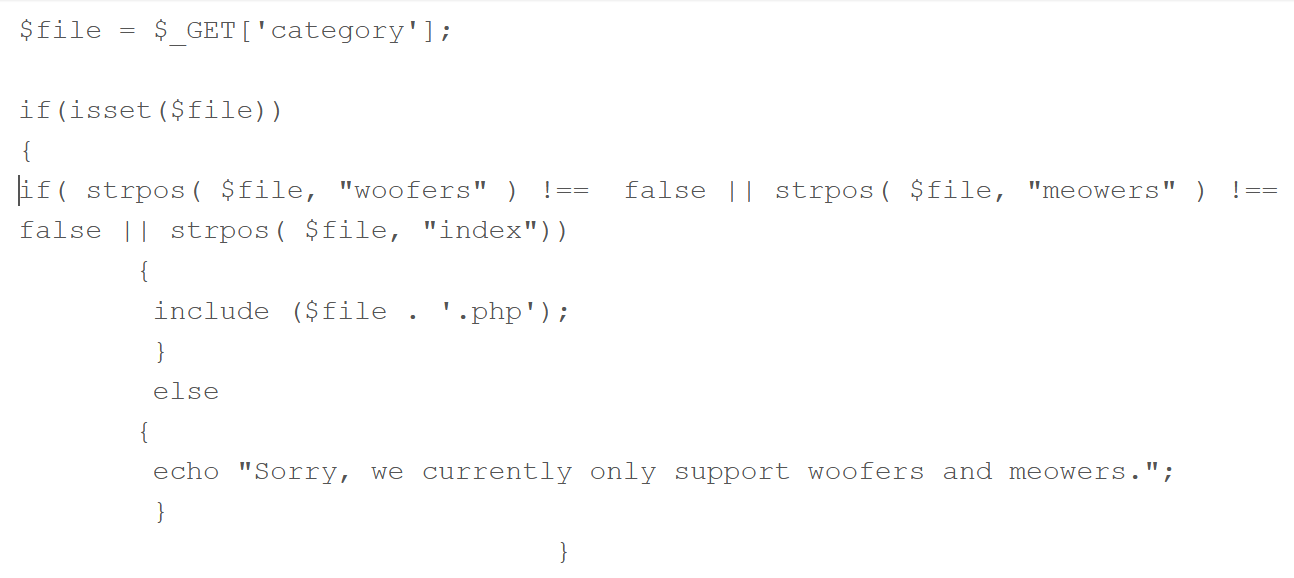 $file = $_GET['category'];
if(isset($file))
{
if( strpos( $file, "woofers" ) !==  false || strpos( $file, "meowers" ) !==
false || strpos( $file, "index"))
{
include ($file . '.php');
}
else
{
echo "Sorry, we currently only support woofers and meowers.";
}
}